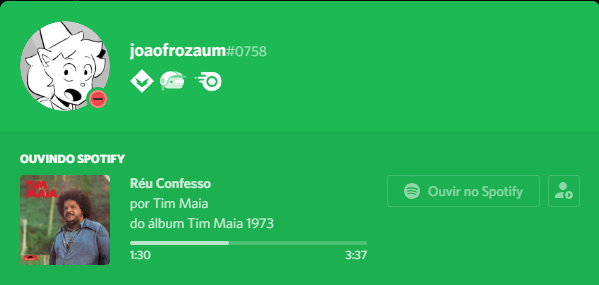 joaofrozaum#0758
OUVINDO SPOTIFY
TIM
MAIA
Réu Confesso
por Tim Maia
do álbum Tim Maia 1973
1:30
3:37
Ouvir no Spotify